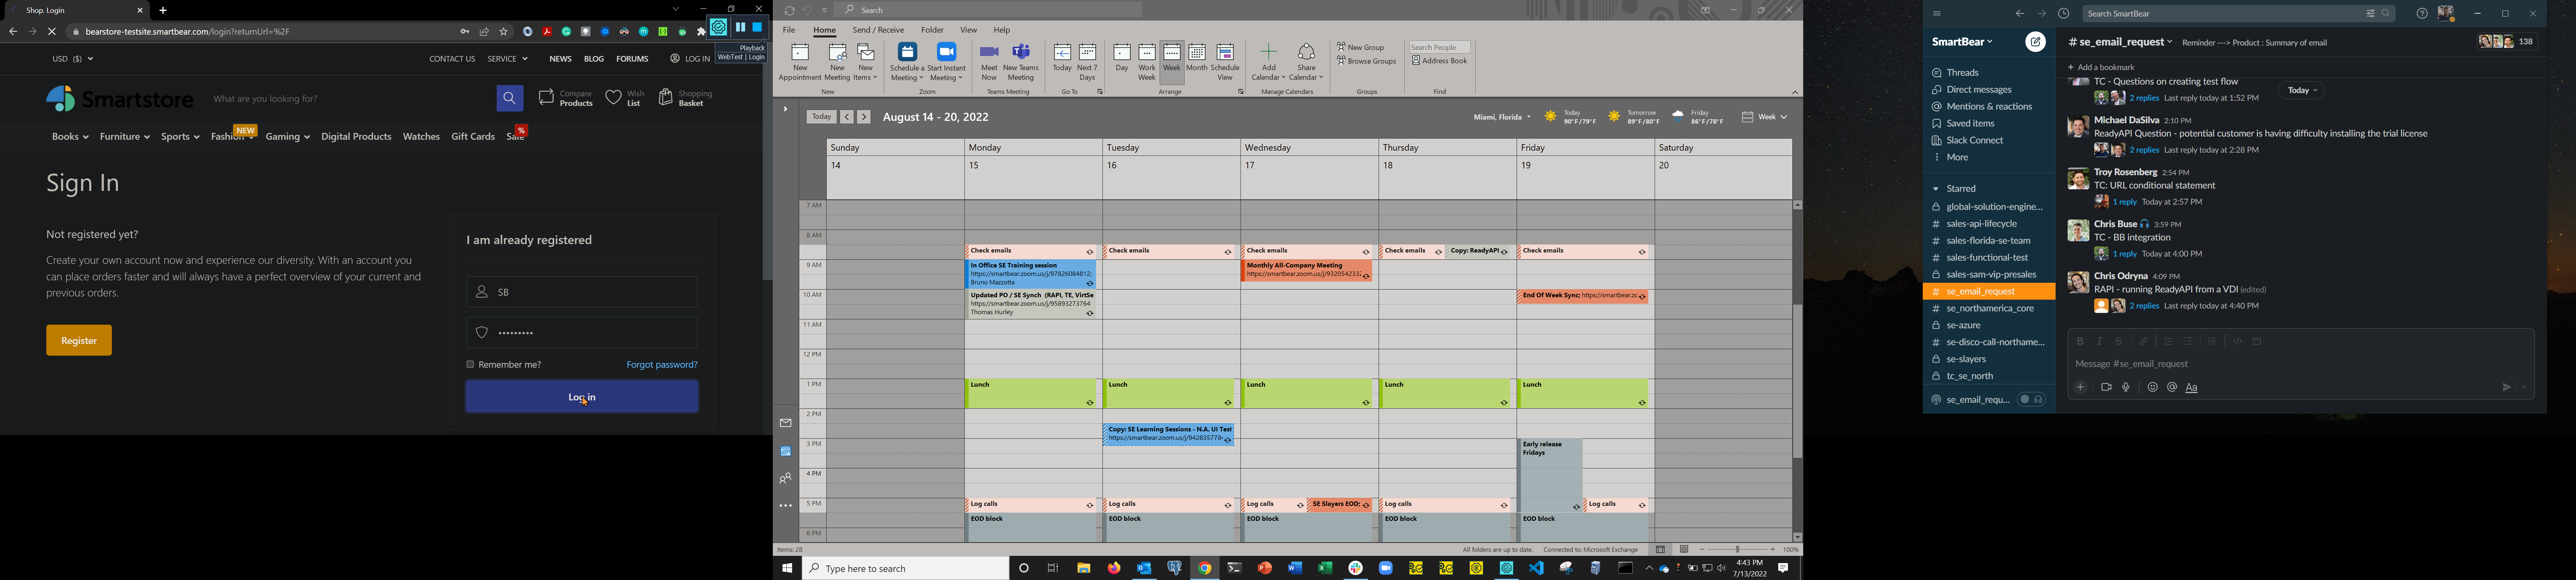 Shop. Login
bearstore-testsite.smartbear.com/login?returnUrl=%2F
Playback
WebTest | Login
USD ($)
CONTACT US SERVICE NEWS BLOG FORUMS LOG IN
Smartstore
What are you looking for?
Compare
Products
Wish
List
Shopping
Basket
NEW
%
Books Furniture Sports Fashion Gaming Digital Products Watches Gift Cards Sale
Sign In
Not registered yet?
Create your own account now and experience our diversity. With an account you
can place orders faster and will always have a perfect overview of your current and
previous orders.
Register
I am already registered
SB
•••••••••
Remember me?
Forgot password?
Log in
Search
File Home Send / Receive Folder View Help
New
Appointment
New
Meeting
New
Items
Schedule a
Meeting
Start Instant
Meeting
Meet
Now
New Teams
Meeting
Today
Next 7
Days
Day
Work
Week
Week
Month
Schedule
View
Add
Calendar
Share
Calendar
New Group
Browse Groups
Search People
Address Book
New Zoom Teams Meeting Go To Arrange Manage Calendars Groups Find
Today
August 14 - 20, 2022
Miami, Florida
Today
90°F/79°F
Tomorrow
89°F/80°F
Friday
86°F/78°F
Week
Sunday Monday Tuesday Wednesday Thursday Friday Saturday
14 15 16 17 18 19 20
7 AM
8 AM
Check emails
Check emails
Check emails
Check emails
Copy: ReadyAPI
Check emails
9 AM
In Office SE Training session
https://smartbear.zoom.us/j/97826084812;
Bruno Mazzotta
Monthly All-Company Meeting
https://smartbear.zoom.us/j/9320542332
10 AM
Updated PO / SE Synch (RAPI, TE, VirtSe
https://smartbear.zoom.us/j/95893273764
Thomas Hurley
End Of Week Sync; https://smartbear.zc
11 AM
12 PM
1 PM
Lunch
Lunch
Lunch
Lunch
Lunch
2 PM
Copy: SE Learning Sessions - N.A. UI Test
https://smartbear.zoom.us/j/9428357784
3 PM
Early release
Fridays
4 PM
5 PM
Log calls
Log calls
Log calls
SE Slayers EOD;
Log calls
Log calls
EOD block
EOD block
EOD block
EOD block
EOD block
6 PM
Items: 28
All folders are up to date. Connected to: Microsoft Exchange
100%
Type here to search
4:43 PM
7/13/2022
Search SmartBear
SmartBear
Threads
Direct messages
Mentions & reactions
Saved items
Slack Connect
More
Starred
global-solution-engine...
sales-api-lifecycle
sales-florida-se-team
sales-functional-test
sales-sam-vip-presales
se_email_request
se_northamerica_core
se-azure
se-disco-call-northame...
se-slayers
tc_se_north
se_email_requ...
# se_email_request
Reminder ---> Product : Summary of email
138
+ Add a bookmark
TC - Questions on creating test flow
2 replies Last reply today at 1:52 PM
Today
Michael DaSilva 2:10 PM
ReadyAPI Question - potential customer is having difficulty installing the trial license
2 replies Last reply today at 2:28 PM
Troy Rosenberg 2:54 PM
TC: URL conditional statement
1 reply Today at 2:57 PM
Chris Buse 3:59 PM
TC - BB integration
1 reply Today at 4:00 PM
Chris Odryna 4:09 PM
RAPI - running ReadyAPI from a VDI (edited)
2 replies Last reply today at 4:40 PM
Message #se_email_request
Aa